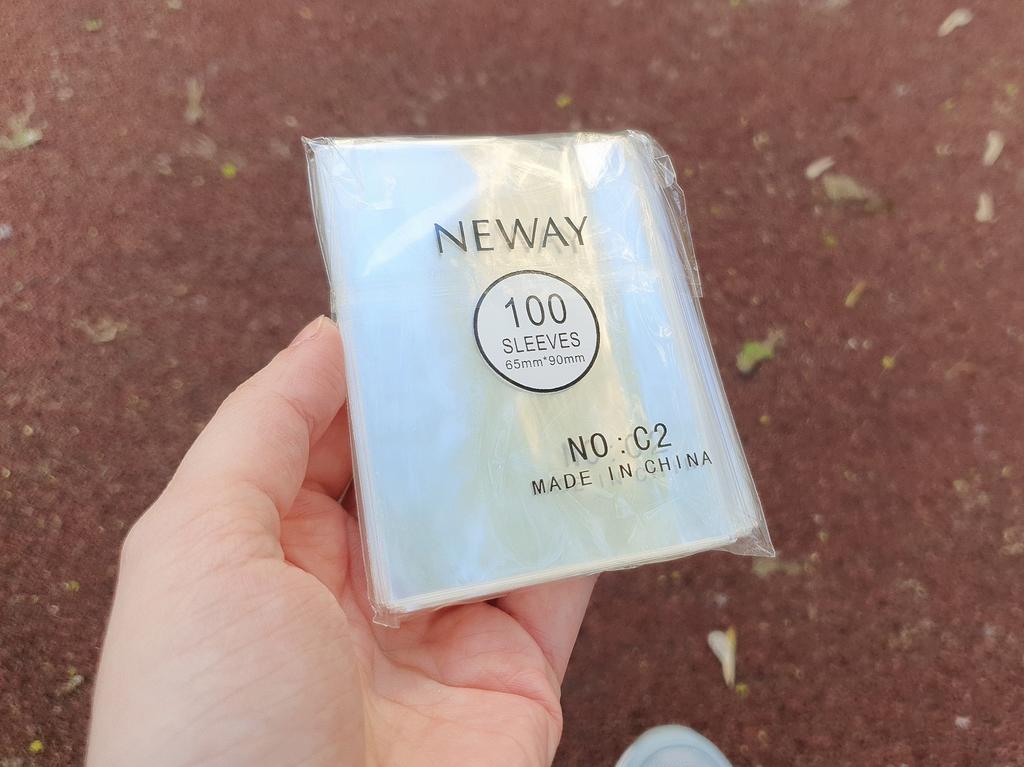 NEWAY
100
SLEEVES
65mm*90mm
NO:C2
MADE IN CHINA